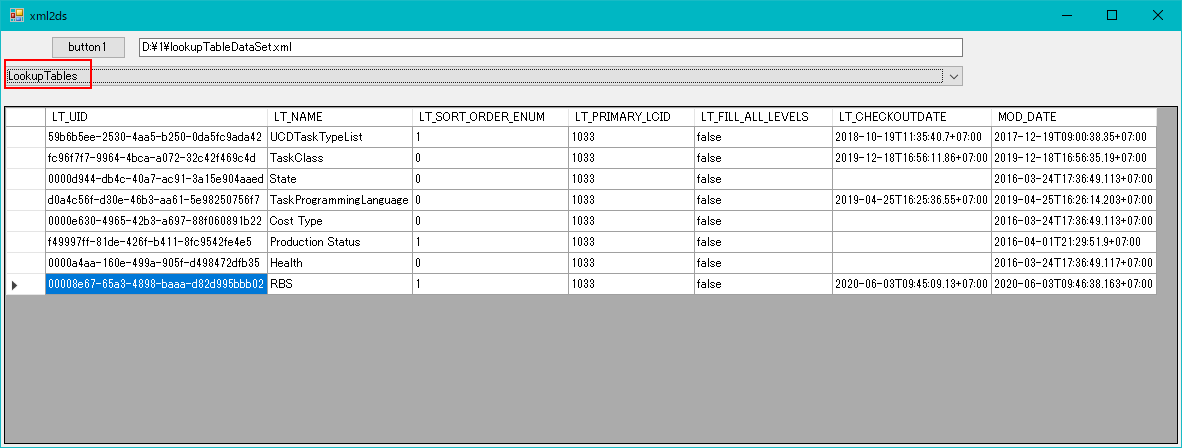 xml2ds
button1 D:¥1¥lookupTableDataSet.xml
LookupTables
LT_UID LT_NAME LT_SORT_ORDER_ENUM LT_PRIMARY_LCID LT_FILL_ALL_LEVELS LT_CHECKOUTDATE MOD_DATE
59b6b5ee-2530-4aa5-b250-0da5fc9ada42 UCDTaskTypeList 1 1033 false 2018-10-19T11:35:40.7+07:00 2017-12-19T09:00:38.35+07:00
fc96f7f7-9964-4bca-a072-32c42f469c4d TaskClass 0 1033 false 2019-12-18T16:56:11.86+07:00 2019-12-18T16:56:35.19+07:00
0000d944-db4c-40a7-ac91-3a15e904aaed State 0 1033 false 2016-03-24T17:36:49.113+07:00
d0a4c56f-d30e-46b3-aa61-5e98250756f7 TaskProgrammingLanguage 0 1033 false 2019-04-25T16:25:36.55+07:00 2019-04-25T16:26:14.203+07:00
0000e630-4965-42b3-a697-88f060891b22 Cost Type 0 1033 false 2016-03-24T17:36:49.113+07:00
f49997ff-81de-426f-b411-8fc9542fe4e5 Production Status 1 1033 false 2016-04-01T21:29:51.9+07:00
0000a4aa-160e-499a-905f-d498472dfb35 Health 0 1033 false 2016-03-24T17:36:49.117+07:00
00008e67-65a3-4898-baaa-d82d995bbb02 RBS 1 1033 false 2020-06-03T09:45:09.13+07:00 2020-06-03T09:46:38.163+07:00